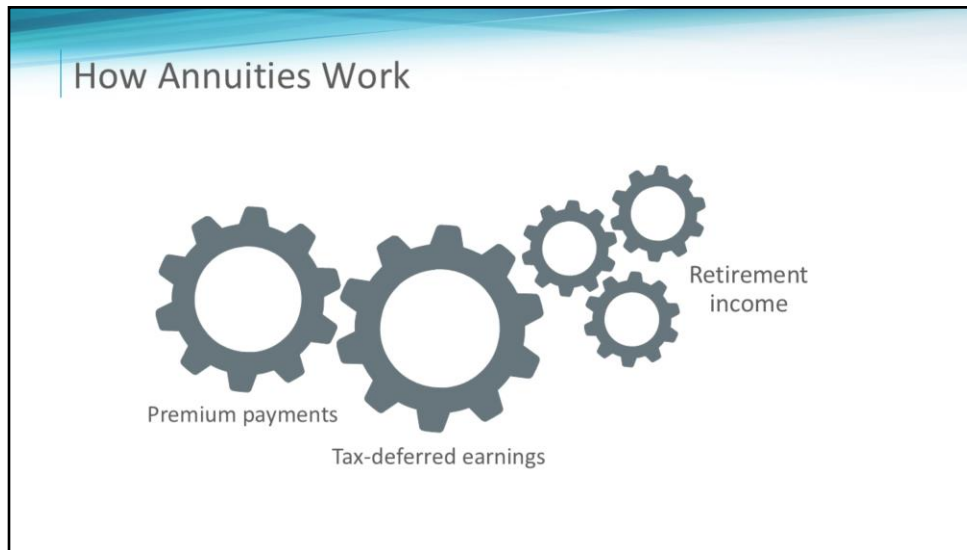 How Annuities Work
Retirement
income
Premium payments
Tax-deferred earnings